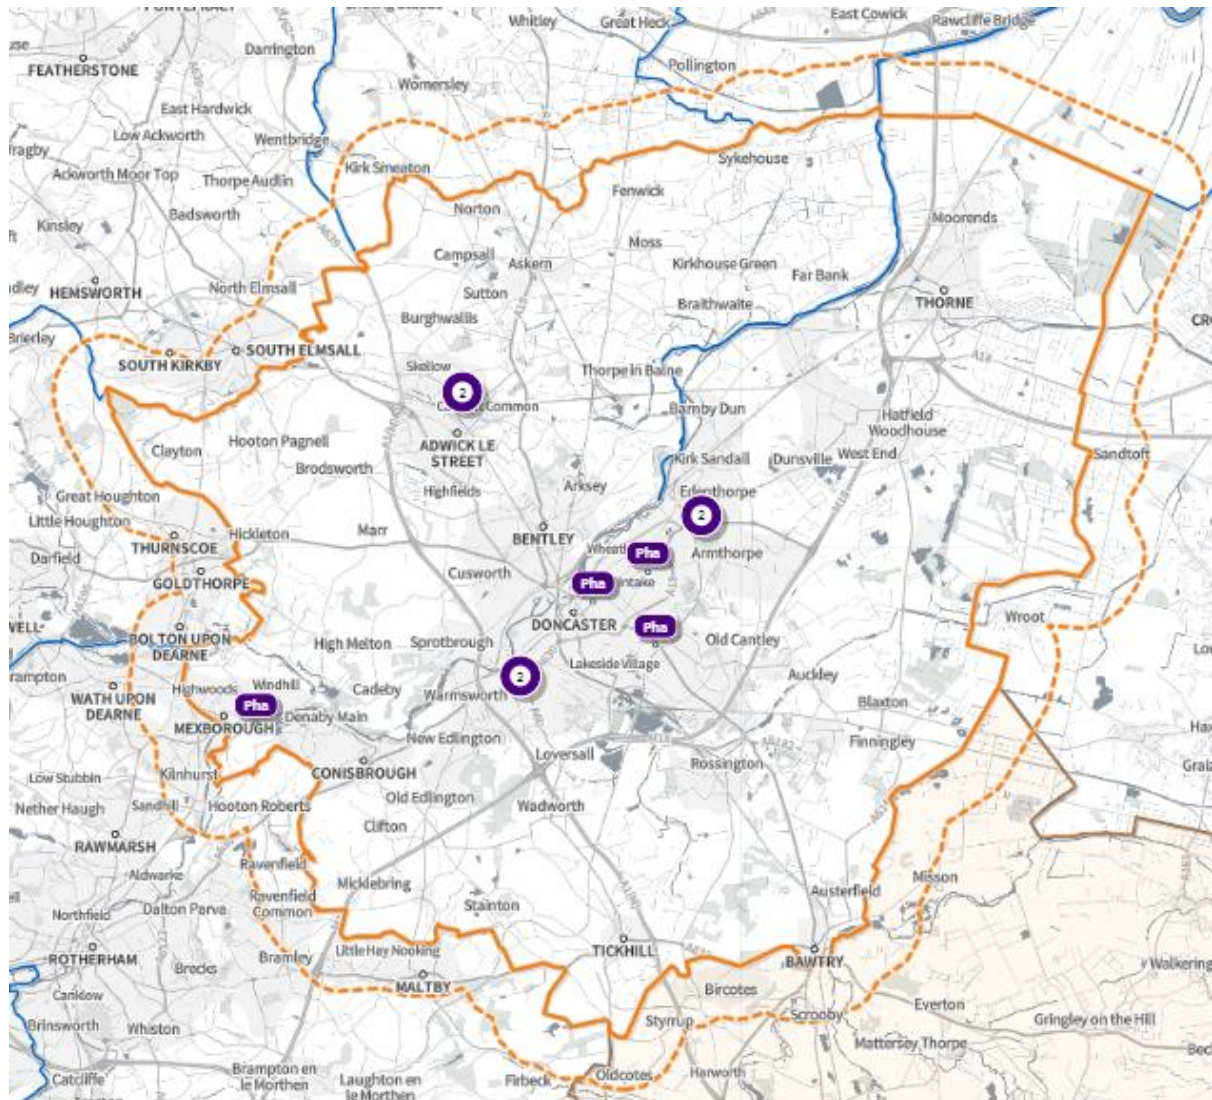 Whitley
Great Heck
East Cowick
Rawcliffe Bridge
Darrington
FEATHERSTONE
Pollington
Womersley
East Hardwick
Low Ackworth
Wentbridge
Kirk Smeaton
Sykehouse
Ackworth Moor Top
Thorpe Audlin
Fenwick
Badsworth
Norton
Moorends
Kinsley
Moss
Campsall
Askern
Kirkhouse Green
Far Bank
HEMSWORTH
North Elmsall
Sutton
Braithwaite
THORNE
Burghwallis
Brierley
SOUTH ELMSALL
SOUTH KIRKBY
Skellow
Thorpe in Balne
A18
2
Common
Barnby Dun
Hatfield
Woodhouse
Clayton
Hooton Pagnell
ADWICK LE
STREET
Brodsworth
Kirk Sandall
Dunsville
West End
Sandtoft
Highfields
Arksey
Edenthorpe
Great Houghton
Little Houghton
2
Hickleton
Marr
BENTLEY
THURNSCOE
Darfield
Pha
Armthorpe
GOLDTHORPE
Cusworth
Pha
Intake
Wroot
DONCASTER
Pha
Old Cantley
BOLTON UPON
DEARNE
High Melton
Sprotbrough
Lakeside Village
Auckley
2
WATH UPON
DEARNE
Highwoods
Windhill
Cadeby
Warmsworth
Pha
Blaxton
MEXBOROUGH
Denaby Main
New Edlington
Finningley
Loversall
Rossington
Low Stubbin
Kilnhurst
CONISBROUGH
Old Edlington
Nether Haugh
Sandhill
Hooton Roberts
Wadworth
Clifton
RAWMARSH
Aldwarke
Ravenfield
Micklebring
Misson
Ravenfield
Common
Austerfield
Northfield
Dalton Parva
Stainton
TICKHILL
ROTHERHAM
Brecks
Bramley
Little Hay Nooking
BAWTRY
Walkering
MALTBY
Bircotes
Canklow
Everton
Brinsworth
Whiston
Styrrup
Scrooby
Gringley on the Hill
Mattersey Thorpe
Catcliffe
Brampton en
le Morthen
Laughton en
le Morthen
Firbeck
Oldcotes
Harworth